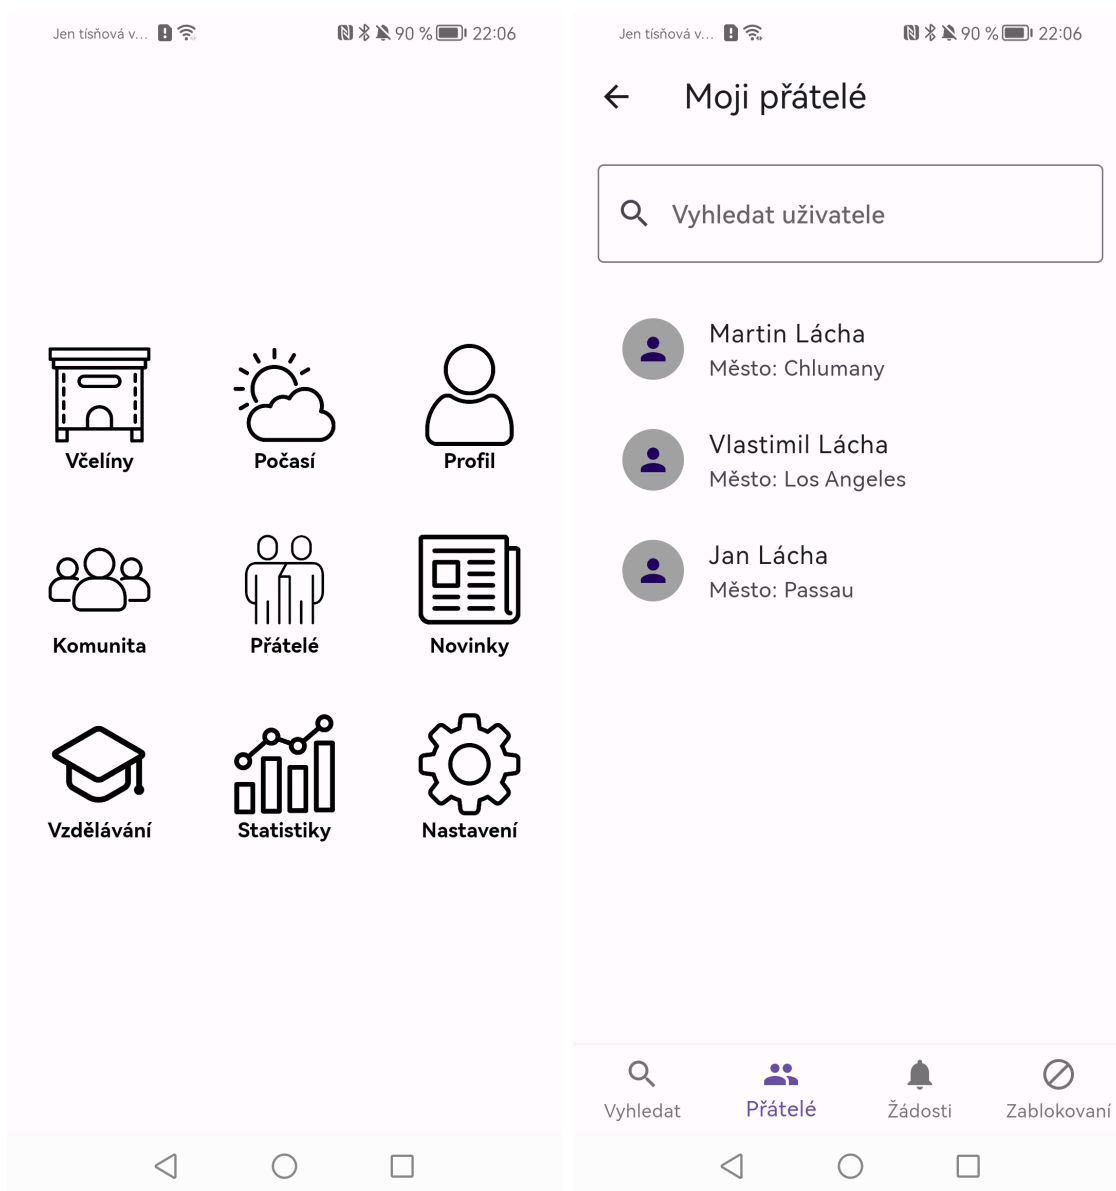 Jen tísňová v...
90 %
22:06
Včelíny
Počasí
Profil
Komunita
Přátelé
Novinky
Vzdělávání
Statistiky
Nastavení
Jen tísňová v...
90 %
22:06
Moji přátelé
Vyhledat uživatele
Martin Lácha
Město: Chlumany
Vlastimil Lácha
Město: Los Angeles
Jan Lácha
Město: Passau
Vyhledat
Přátelé
Žádosti
Zablokovaní